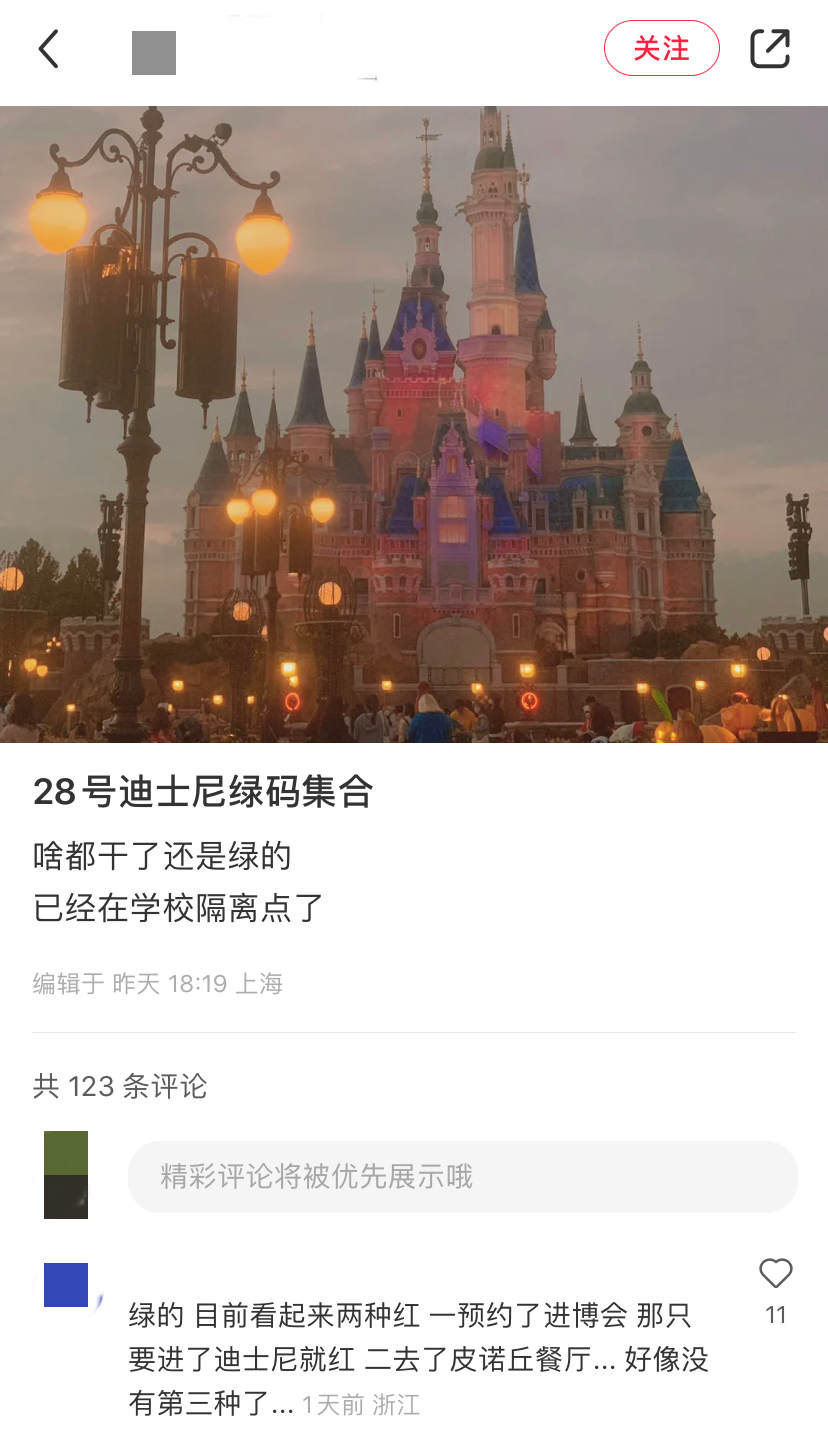 关注
28号迪士尼绿码集合
啥都干了还是绿的
已经在学校隔离点了
编辑于 昨天 18:19 上海
共 123 条评论
精彩评论将被优先展示哦
绿的 目前看起来两种红 一预约了进博会 那只
要进了迪士尼就红 二去了皮诺丘餐厅... 好像没
有第三种了... 1天前 浙江
11